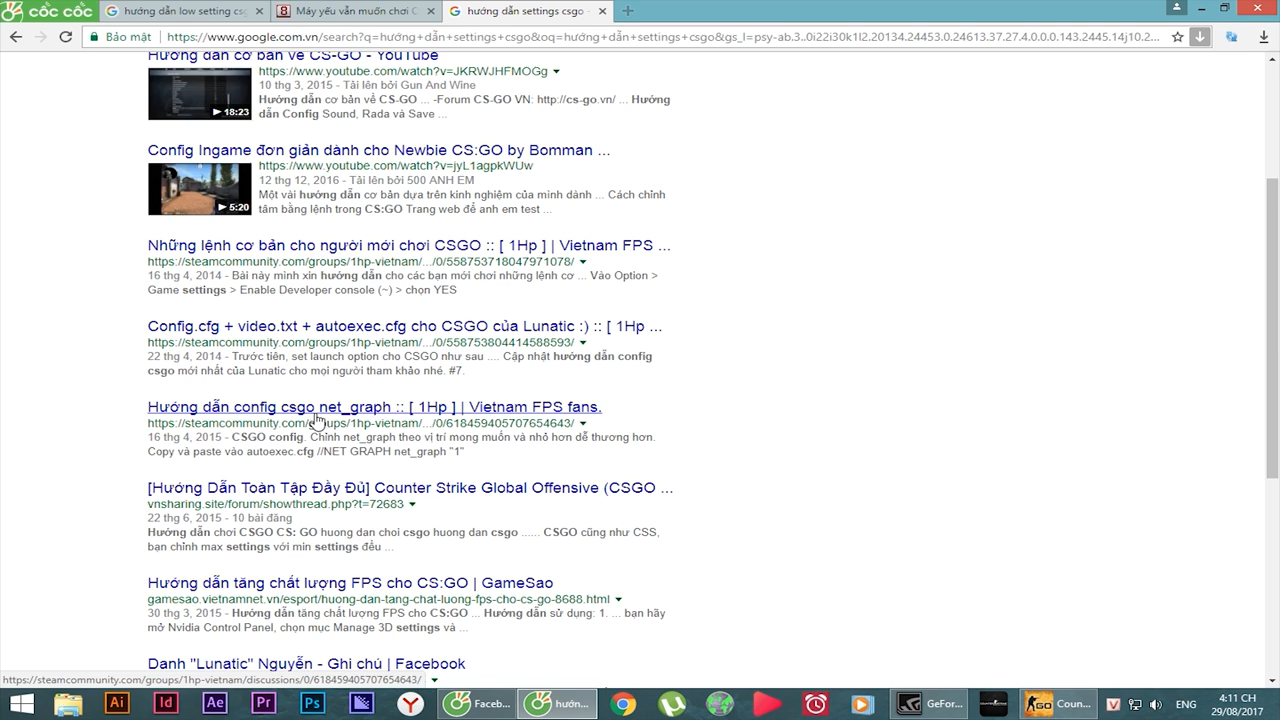 cốc cốc
hướng dẫn low setting csg
Máy yếu vẫn muốn chơi C
hướng dẫn settings csgo -
Bảo mật
https://www.google.com.vn/search?q=hướng+dẫn+settings+csgo&oq=hướng+dẫn+settings+csgo&gs_l=psy-ab.3..0i22i30k1l2.20134.24453.0.24613.37.27.4.0.0.0.143.2445.14j10.2...
Hướng dẫn cơ bản về CS-GO - YouTube
https://www.youtube.com/watch?v=JKRWJHFMOGg
10 thg 3, 2015 - Tải lên bởi Gun And Wine
Hướng dẫn cơ bản về CS-GO ... -Forum CS-GO VN: http://cs-go.vn/ ... Hướng
dẫn Config Sound, Rada và Save ...
18:23
Config Ingame đơn giản dành cho Newbie CS:GO by Bomman ...
https://www.youtube.com/watch?v=jyL1agpkWUw
12 thg 12, 2016 - Tải lên bởi 500 ANH EM
Một vài hướng dẫn cơ bản dựa trên kinh nghiệm của mình dành ... Cách chỉnh
tâm bằng lệnh trong CS:GO Trang web để anh em test ...
5:20
Những lệnh cơ bản cho người mới chơi CSGO :: [ 1Hp ] | Vietnam FPS ...
https://steamcommunity.com/groups/1hp-vietnam/.../0/558753718047971078/
16 thg 4, 2014 - Bài này mình xin hướng dẫn cho các bạn mới chơi những lệnh cơ ... Vào Option >
Game settings > Enable Developer console (~) > chọn YES
Config.cfg + video.txt + autoexec.cfg cho CSGO của Lunatic :) :: [ 1Hp ...
https://steamcommunity.com/groups/1hp-vietnam/.../0/558753804414588593/
22 thg 4, 2014 - Trước tiên, set launch option cho CSGO như sau .... Cập nhật hướng dẫn config
csgo mới nhất của Lunatic cho mọi người tham khảo nhé. #7.
Hướng dẫn config csgo net_graph :: [ 1Hp ] | Vietnam FPS fans.
https://steamcommunity.com/groups/1hp-vietnam/.../0/618459405707654643/
16 thg 4, 2015 - CSGO config. Chỉnh net_graph theo vị trí mong muốn và nhỏ hơn dễ thương hơn.
Copy và paste vào autoexec.cfg //NET GRAPH net_graph "1"
[Hướng Dẫn Toàn Tập Đầy Đủ] Counter Strike Global Offensive (CSGO ...
vnsharing.site/forum/showthread.php?t=72683
22 thg 6, 2015 - 10 bài đăng
Hướng dẫn chơi CSGO CS: GO huong dan choi csgo huong dan csgo ...... CSGO cũng như CSS,
bạn chỉnh max settings với min settings đều ...
Hướng dẫn tăng chất lượng FPS cho CS:GO | GameSao
gamesao.vietnamnet.vn/esport/huong-dan-tang-chat-luong-fps-cho-cs-go-8688.html
30 thg 3, 2015 - Hướng dẫn tăng chất lượng FPS cho CS:GO ... Hướng dẫn sử dụng: 1. ... bạn hãy
mở Nvidia Control Panel, chọn mục Manage 3D settings và ...
Danh "Lunatic" Nguyễn - Ghi chú | Facebook
https://steamcommunity.com/groups/1hp-vietnam/discussions/0/618459405707654643/
Ai
Id
Ae
Pr
Ps
Faceb...
hướn...
GeFor...
GO
Coun...
V
ENG
4:11 CH
29/08/2017